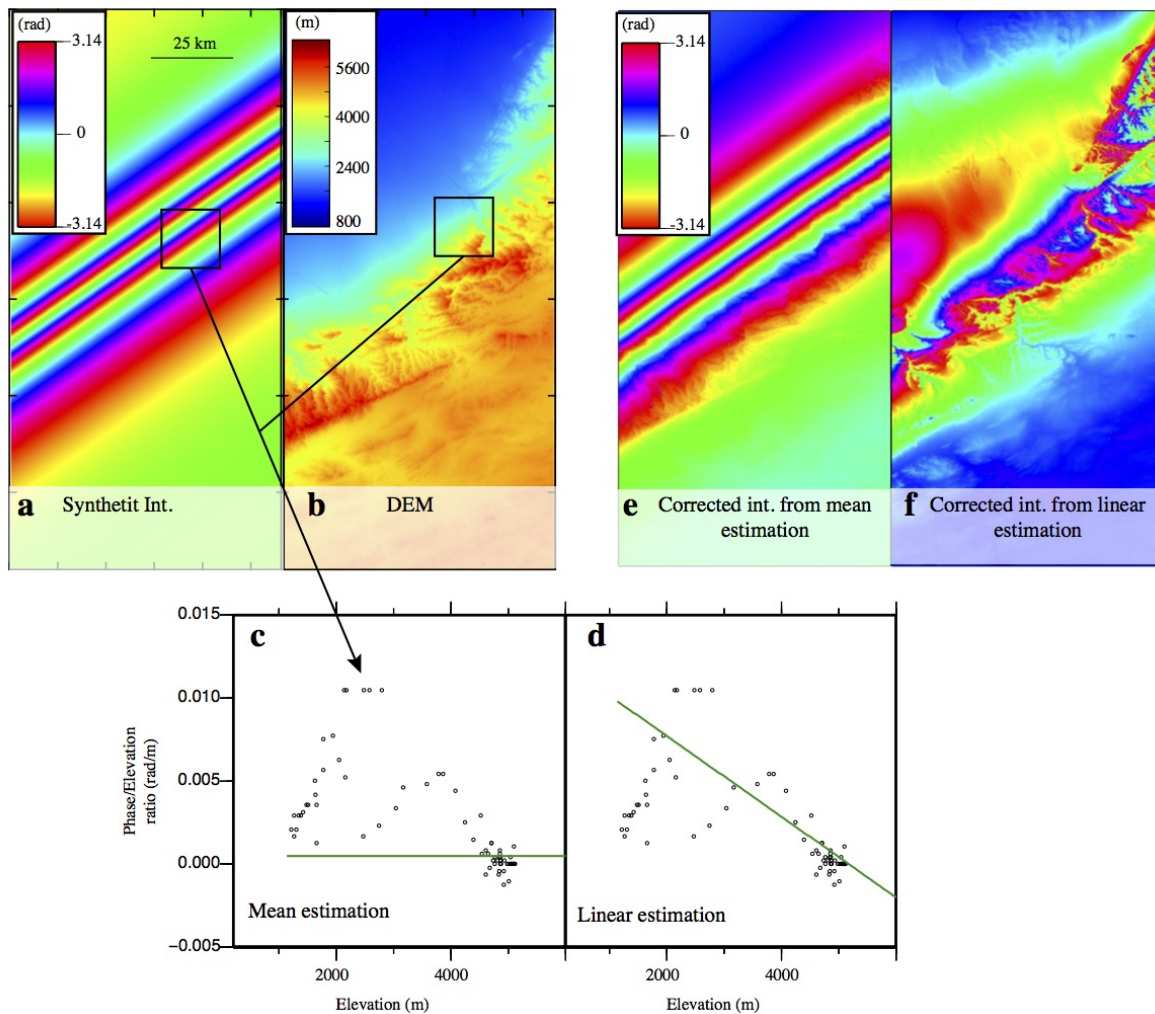 (rad)
3.14
0
-3.14
25 km
(m)
5600
4000
2400
800
a
Synthetit Int.
b
DEM
(rad)
3.14
0
-3.14
e
Corrected int. from mean
estimation
f
Corrected int. from linear
estimation
Phase/Elevation
ratio (rad/m)
0.015
0.010
0.005
0.000
−0.005
c
Mean estimation
2000
4000
Elevation (m)
d
Linear estimation
2000
4000
Elevation (m)